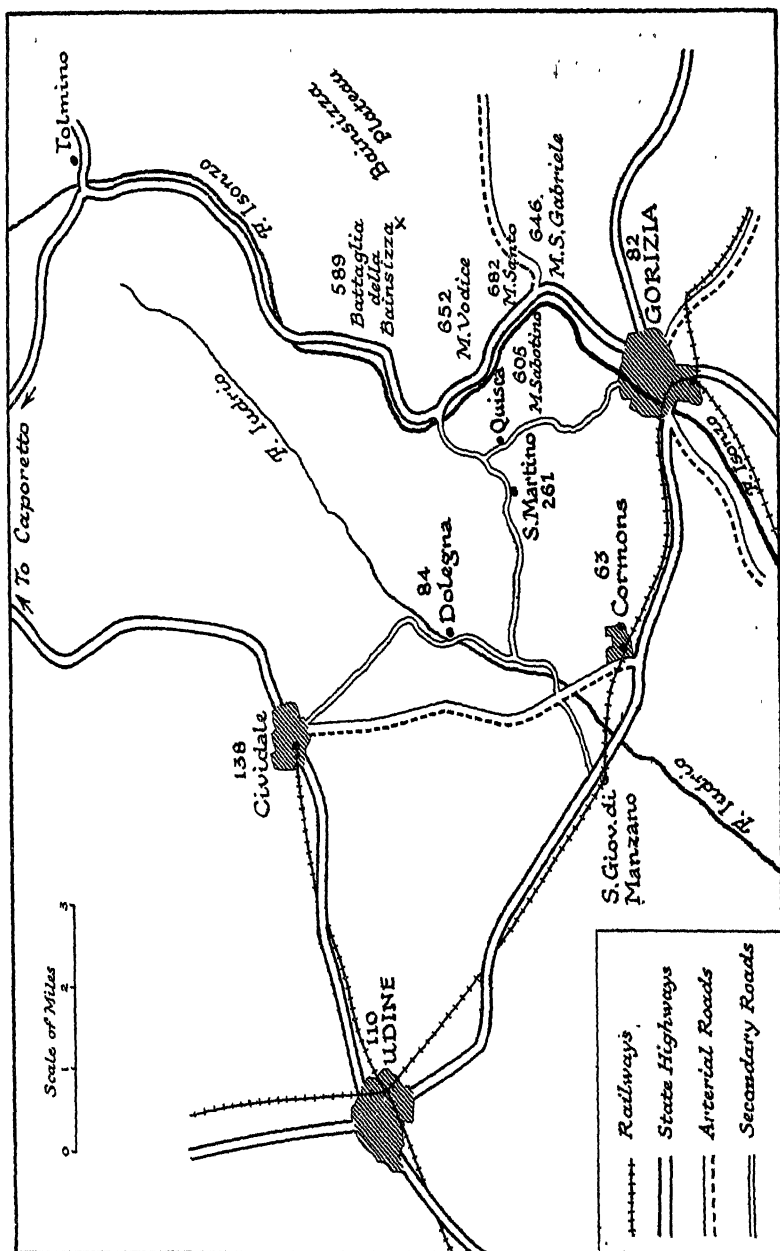 Tolmino
Bainsizza
Plateau
F. Isonzo
589
Battaglia
della
Bainsizza
652
M. Vodice
682
M. Santo
646
M. S. Gabriele
82
GORIZIA
605
M. Sabotino
Quisca
S. Martino
261
F. Isonzo
To Caporetto
F. Iudrio
84
Dolegna
63
Cormons
138
Cividale
F. Iudrio
S. Giov. di
Manzano
Scale of Miles
0 1 2 3
110
UDINE
Railways
State Highways
Arterial Roads
Secondary Roads